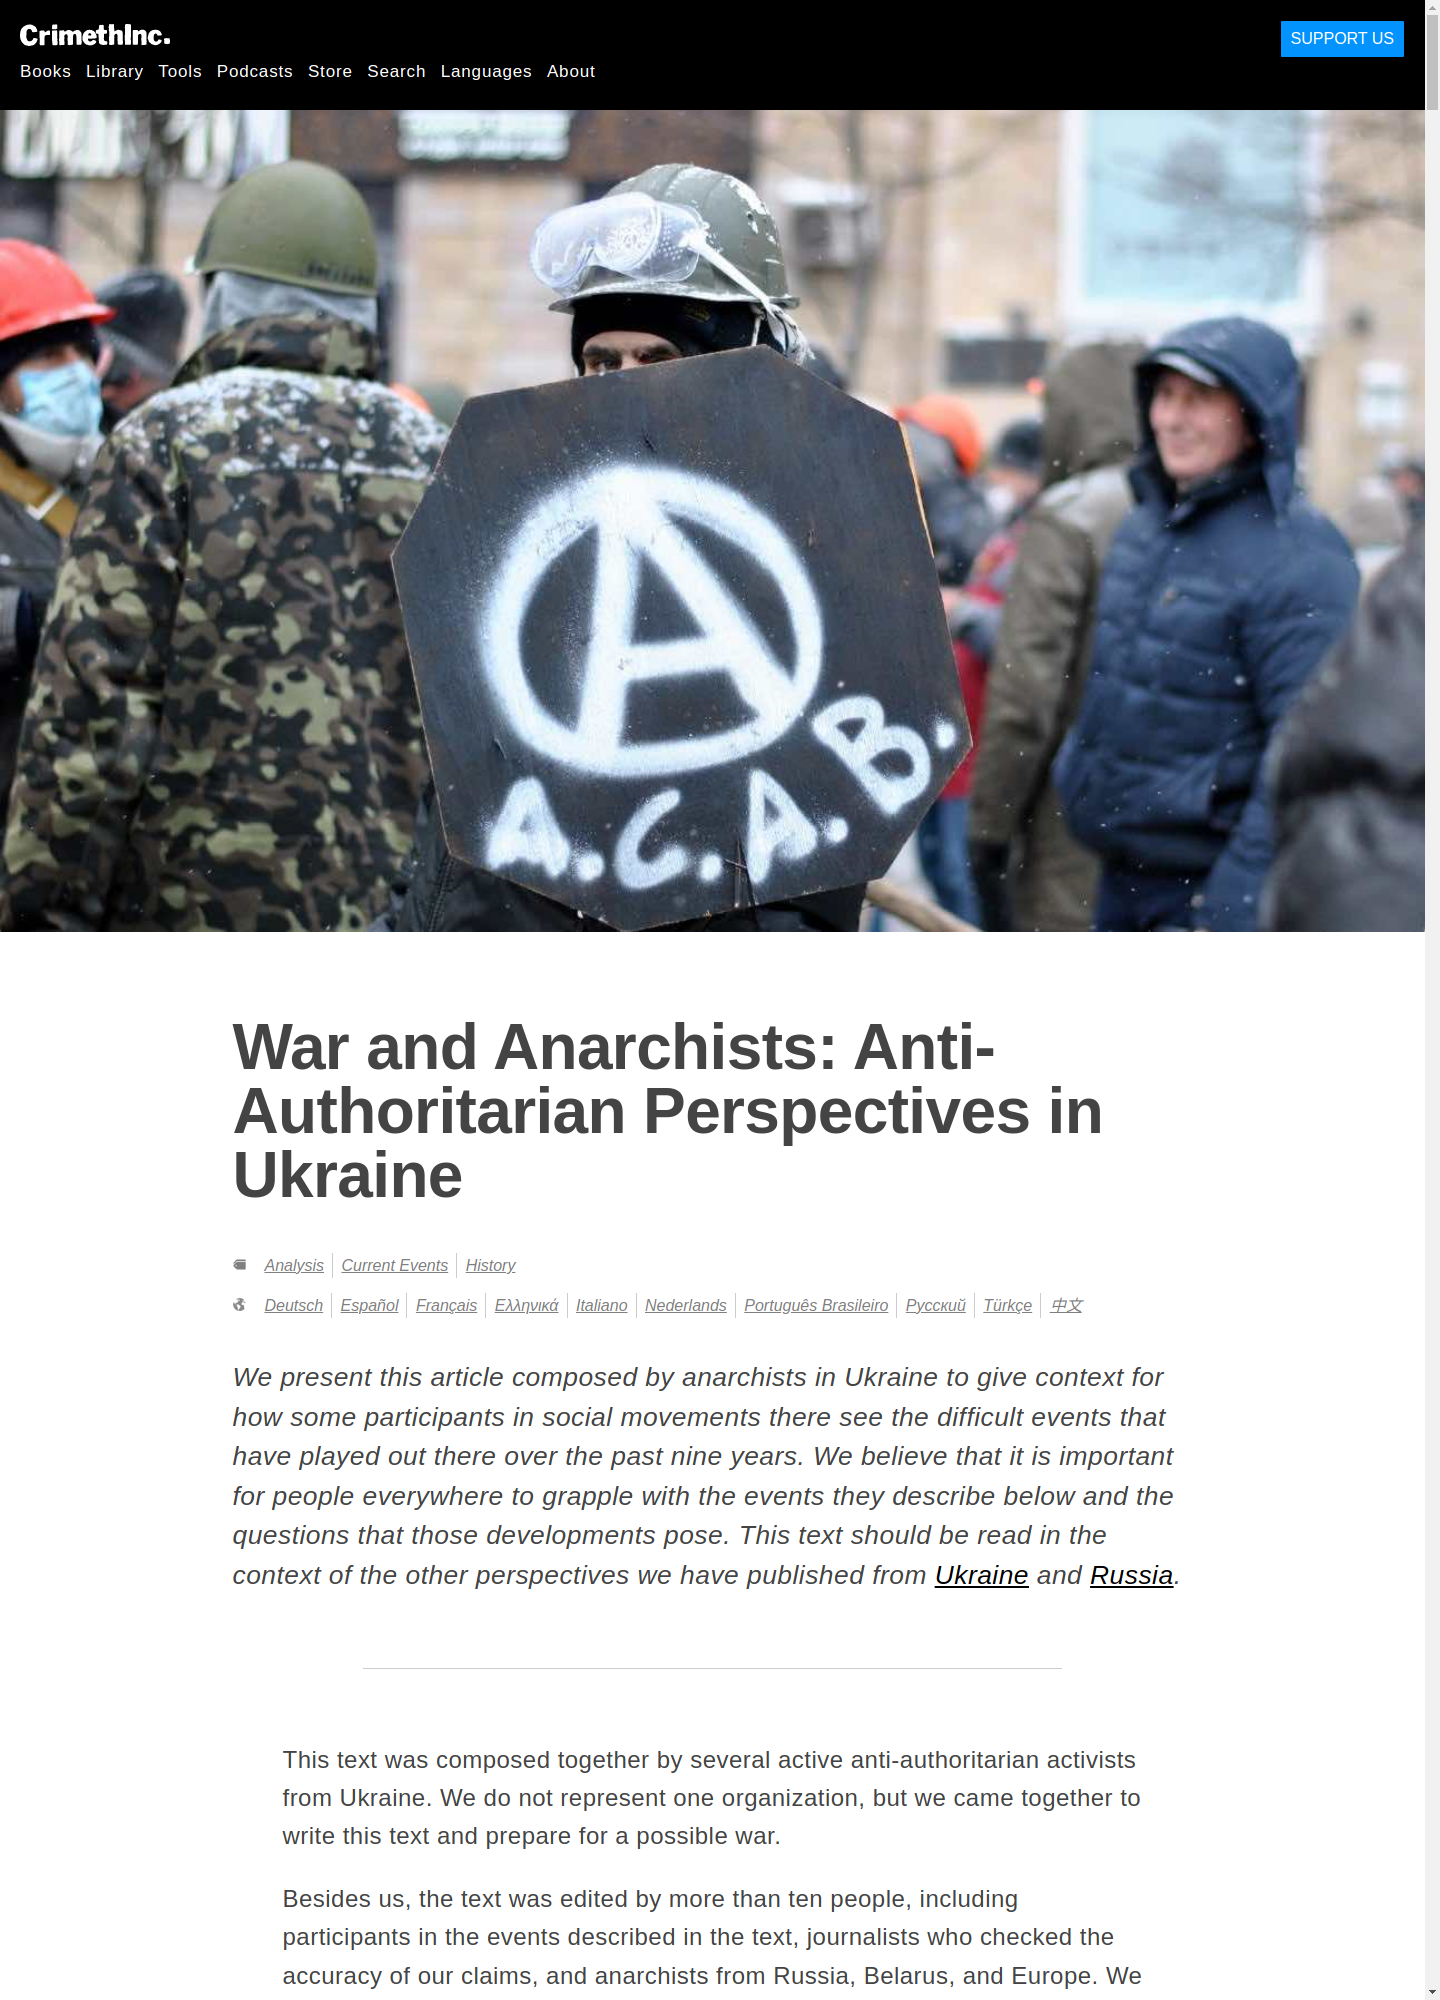 CrimethInc.
SUPPORT US
Books Library Tools Podcasts Store Search Languages About
A
A.C.A.B.
War and Anarchists: Anti-
Authoritarian Perspectives in
Ukraine
Analysis Current Events History
Deutsch Español Français Ελληνικά Italiano Nederlands Português Brasileiro Русский Türkçe 中文
We present this article composed by anarchists in Ukraine to give context for
how some participants in social movements there see the difficult events that
have played out there over the past nine years. We believe that it is important
for people everywhere to grapple with the events they describe below and the
questions that those developments pose. This text should be read in the
context of the other perspectives we have published from Ukraine and Russia.
This text was composed together by several active anti-authoritarian activists
from Ukraine. We do not represent one organization, but we came together to
write this text and prepare for a possible war.
Besides us, the text was edited by more than ten people, including
participants in the events described in the text, journalists who checked the
accuracy of our claims, and anarchists from Russia, Belarus, and Europe. We